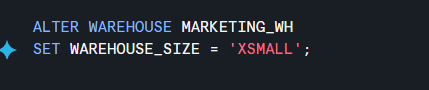 ALTER WAREHOUSE MARKETING_WH
SET WAREHOUSE_SIZE = 'XSMALL';